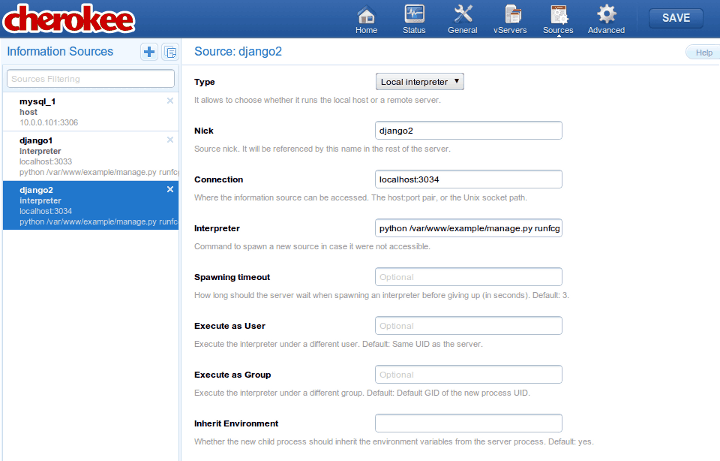 cherokee
Home
Status
General
vServers
Sources
Advanced
SAVE
Information Sources
Sources Filtering
mysql_1
host
10.0.0.101:3306
django1
Interpreter
localhost:3033
python /var/www/example/manage.py runfcg
django2
Interpreter
localhost:3034
python /var/www/example/manage.py runfcg
Source: django2
Help
Type
Local interpreter
It allows to choose whether it runs the local host or a remote server.
Nick
django2
Source nick. It will be referenced by this name in the rest of the server.
Connection
localhost:3034
Where the information source can be accessed. The host:port pair, or the Unix socket path.
Interpreter
python /var/www/example/manage.py runfcg
Command to spawn a new source in case it were not accessible.
Spawning timeout
Optional
How long should the server wait when spawning an interpreter before giving up (in seconds). Default: 3.
Execute as User
Optional
Execute the interpreter under a different user. Default: Same UID as the server.
Execute as Group
Optional
Execute the interpreter under a different group. Default: Default GID of the new process UID.
Inherit Environment
Whether the new child process should inherit the environment variables from the server process. Default: yes.